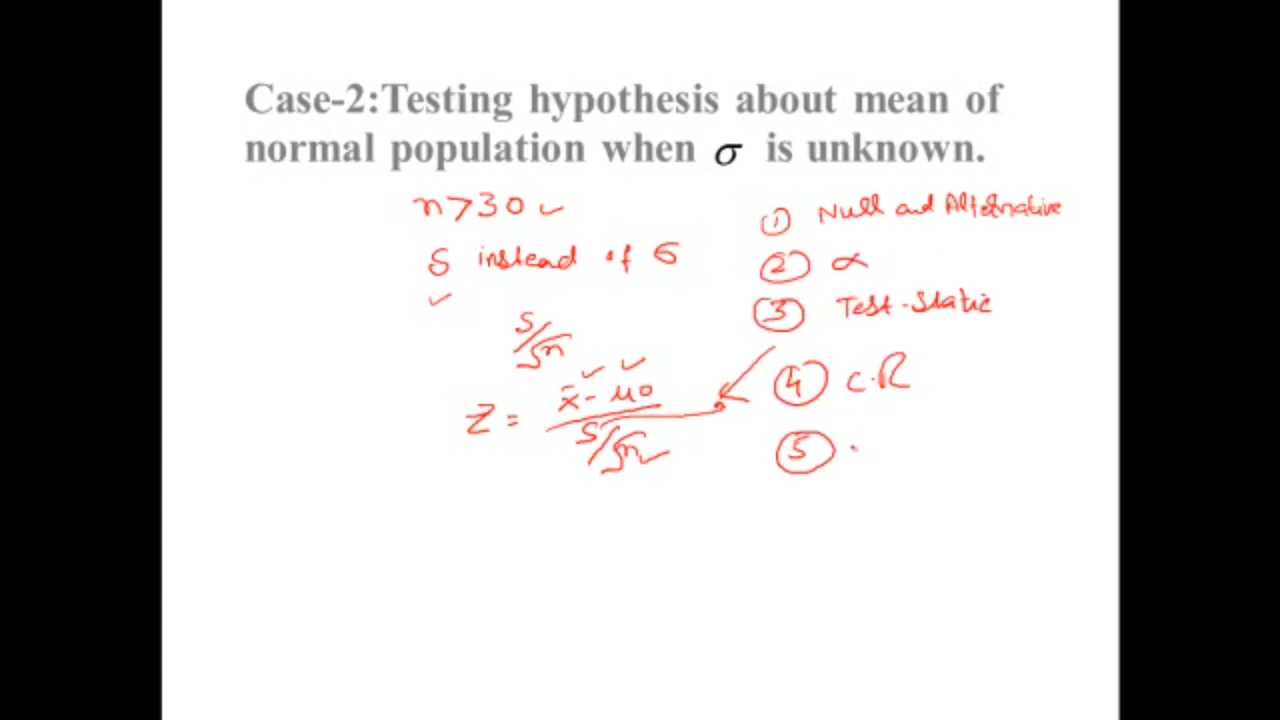 Case-2:Testing hypothesis about mean of
normal population when σ is unknown.
n>30 ✓
S instead of σ
✓
S/√n
Z = x̄ - μ0 / S/√n
① Null and Alternative
② α
③ Test-Static
④ C.R
⑤